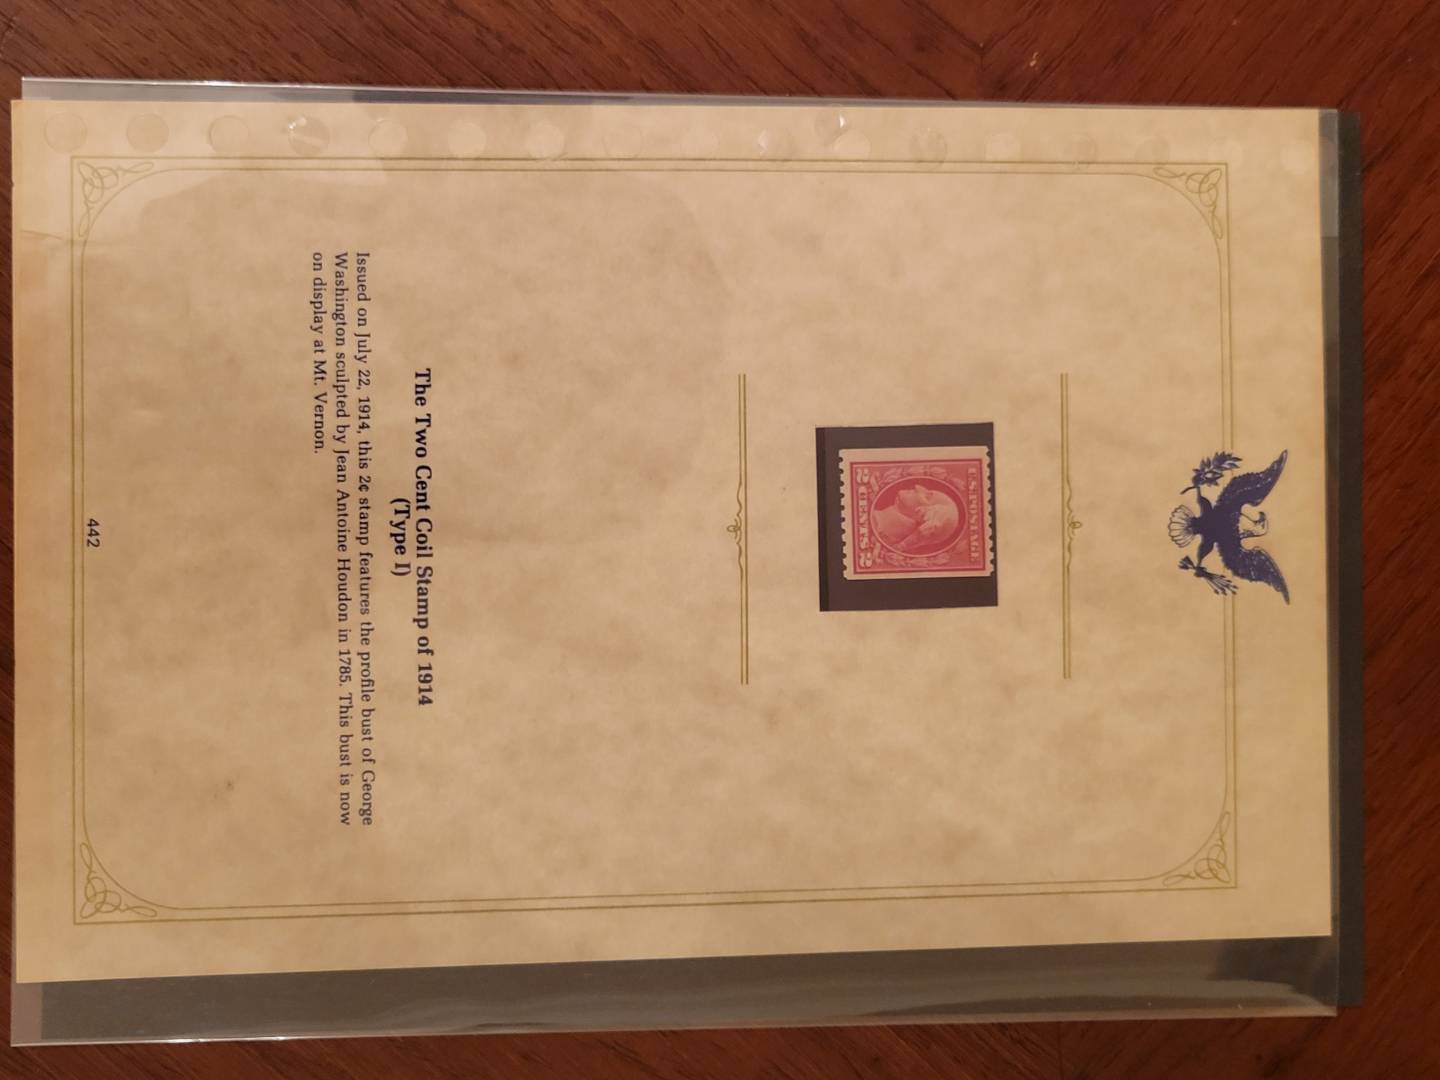 U.S. POSTAGE
2 CENTS 2
The Two Cent Coil Stamp of 1914
(Type I)
Issued on July 22, 1914, this 2¢ stamp features the profile bust of George
Washington sculpted by Jean Antoine Houdon in 1785. This bust is now
on display at Mt. Vernon.
442